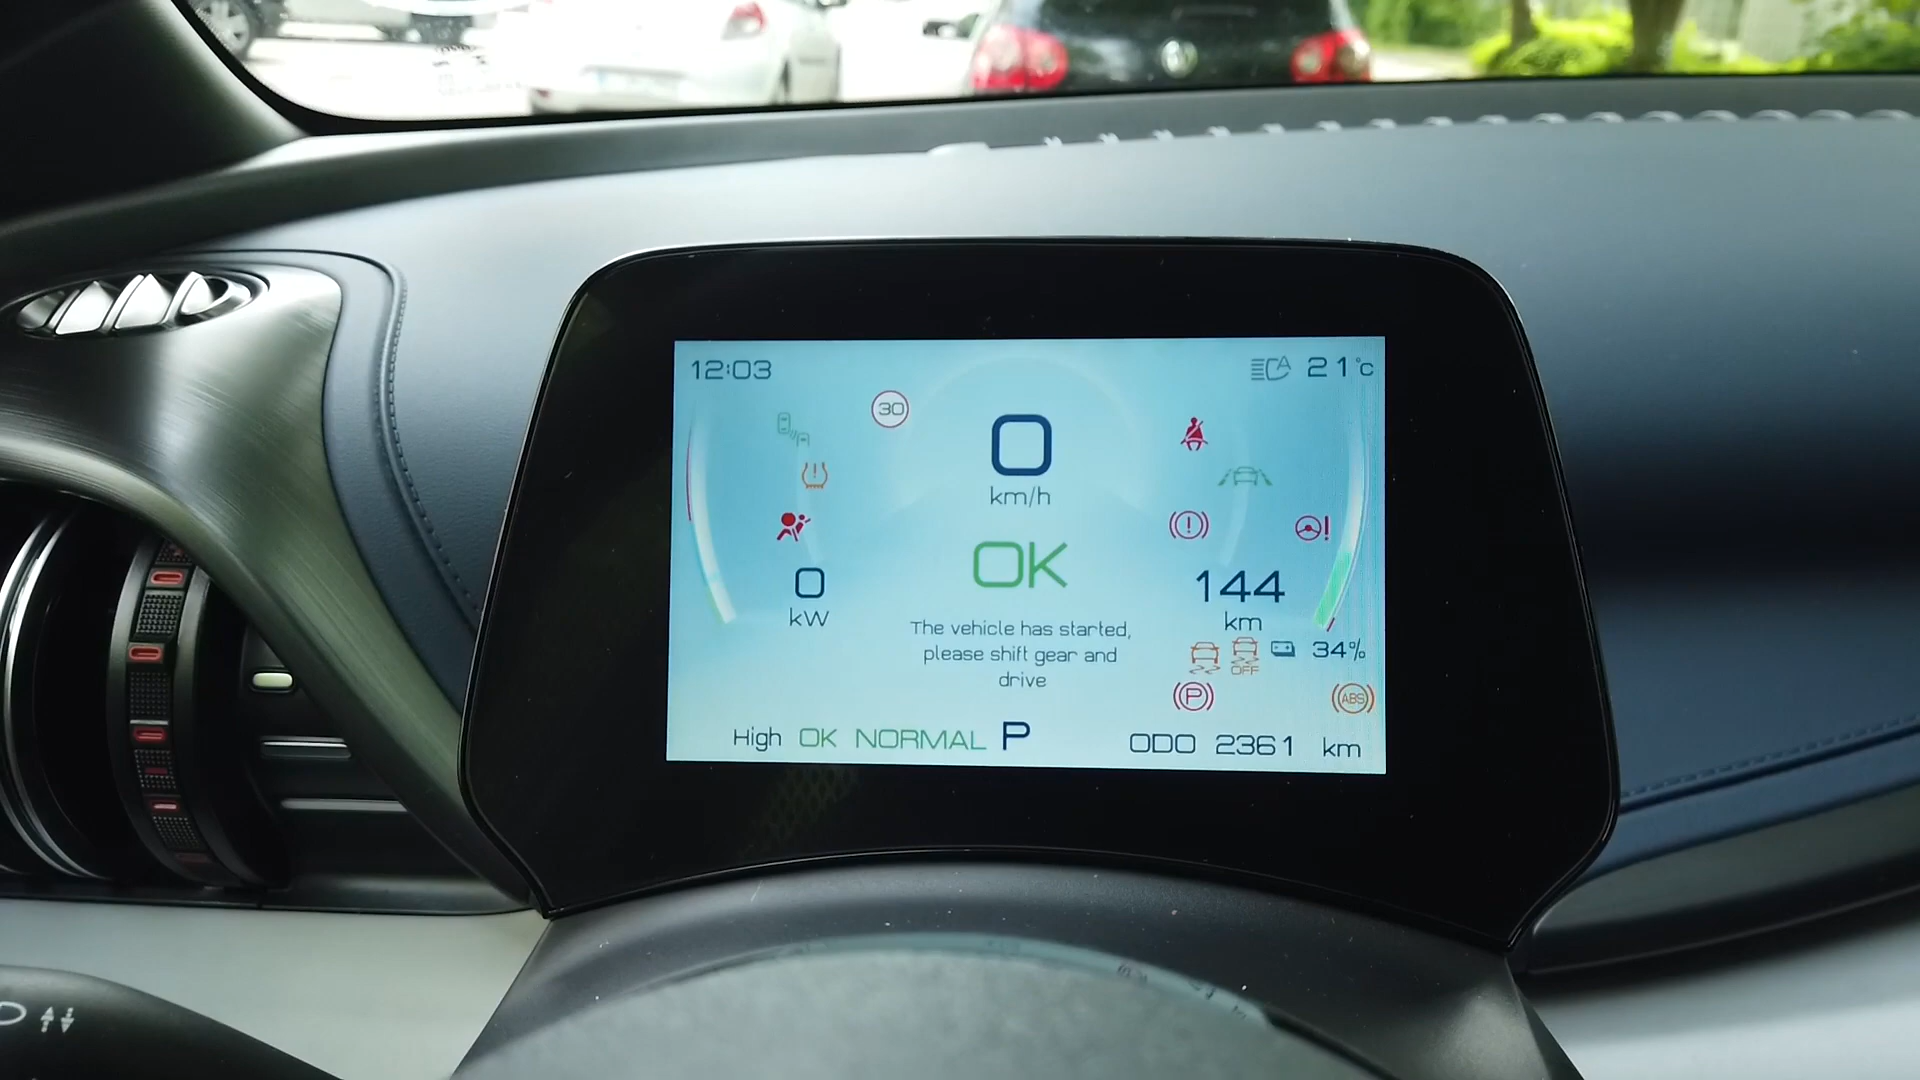 12:03
A
21°C
30
0
km/h
!
!
!
OK
0
kW
144
km
The vehicle has started,
please shift gear and
drive
OFF
34%
P
ABS
High OK NORMAL P
ODO 2361 km